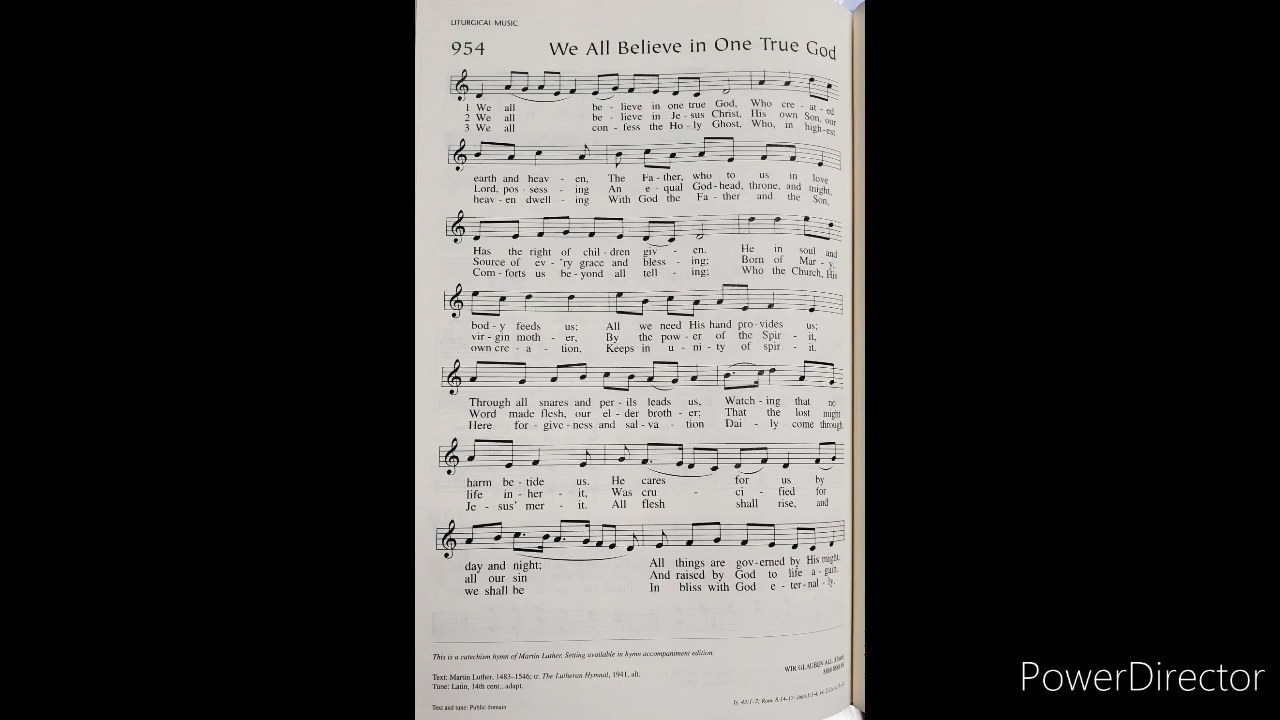 LITURGICAL MUSIC
954 We All Believe in One True God
1 We all be - lieve in one true God, Who cre - at - ed
2 We all be - lieve in Je - sus Christ, His own Son, our
3 We all con - fess the Ho - ly Ghost, Who, in high - est
earth and heav - en, The Fa - ther, who to us in love
Lord, pos - sess - ing An e - qual God - head, throne, and might,
heav - en dwell - ing With God the Fa - ther and the Son,
Has the right of chil - dren giv - en. He in soul and
Source of ev - 'ry grace and bless - ing; Born of Mar - y,
Com - forts us be - yond all tell - ing; Who the Church, His
bod - y feeds us; All we need His hand pro - vides us;
vir - gin moth - er, By the pow - er of the Spir - it,
own cre - a - tion, Keeps in u - ni - ty of spir - it.
Through all snares and per - ils leads us, Watch - ing that no
Word made flesh, our el - der broth - er; That the lost might
Here for - give - ness and sal - va - tion Dai - ly come through
harm be - tide us. He cares for us by
life in - her - it, Was cru - ci - fied for
Je - sus' mer - it. All flesh shall rise, and
day and night; All things are gov - erned by His might.
all our sin And raised by God to life a - gain.
we shall be In bliss with God e - ter - nal - ly.
This is a catechism hymn of Martin Luther. Setting available in hymn accompaniment edition.
WIR GLAUBEN ALL
Text: Martin Luther, 1483–1546; tr. The Lutheran Hymnal, 1941, alt.
Tune: Latin, 14th cent., adapt.
Text and tune: Public domain
PowerDirector